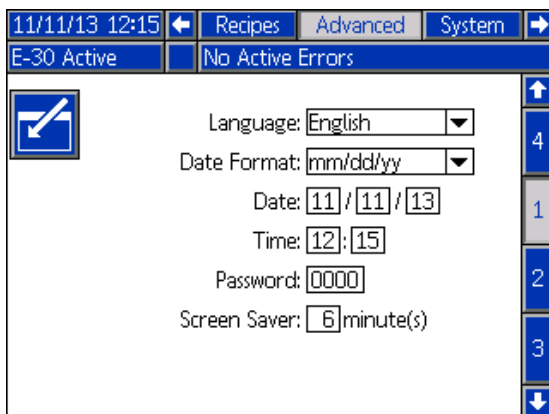 11/11/13 12:15 Recipes Advanced System
E-30 Active No Active Errors
Language: English
4
Date Format: mm/dd/yy
Date: 11 / 11 / 13
1
Time: 12 : 15
Password: 0000
2
Screen Saver: 6 minute(s)
3